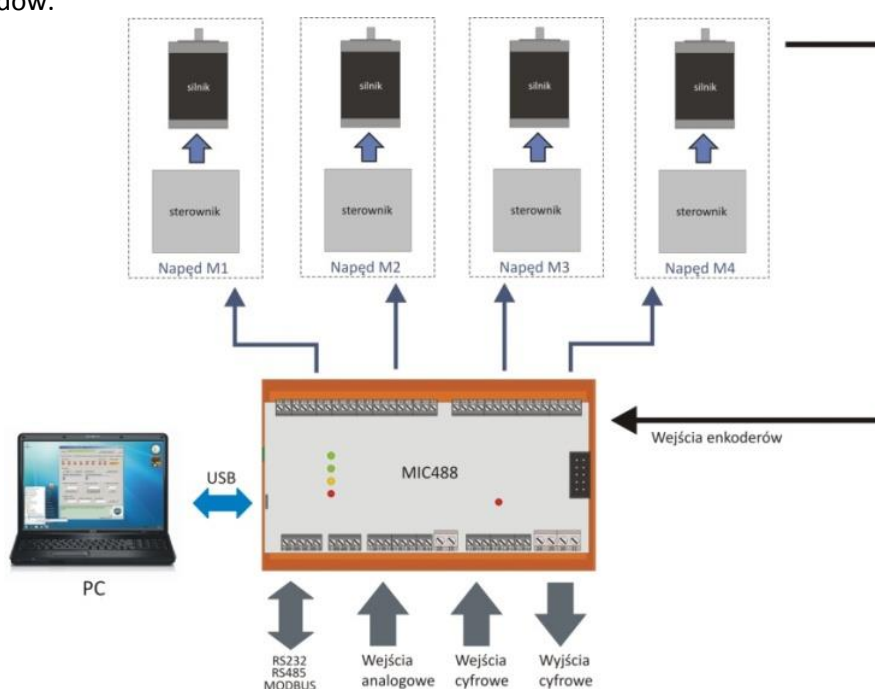 silnik
silnik
silnik
silnik
sterownik
sterownik
sterownik
sterownik
Napęd M1
Napęd M2
Napęd M3
Napęd M4
Wejścia enkoderów
USB
MIC488
PC
RS232
RS485
MODBUS
Wejścia
analogowe
Wejścia
cyfrowe
Wyjścia
cyfrowe